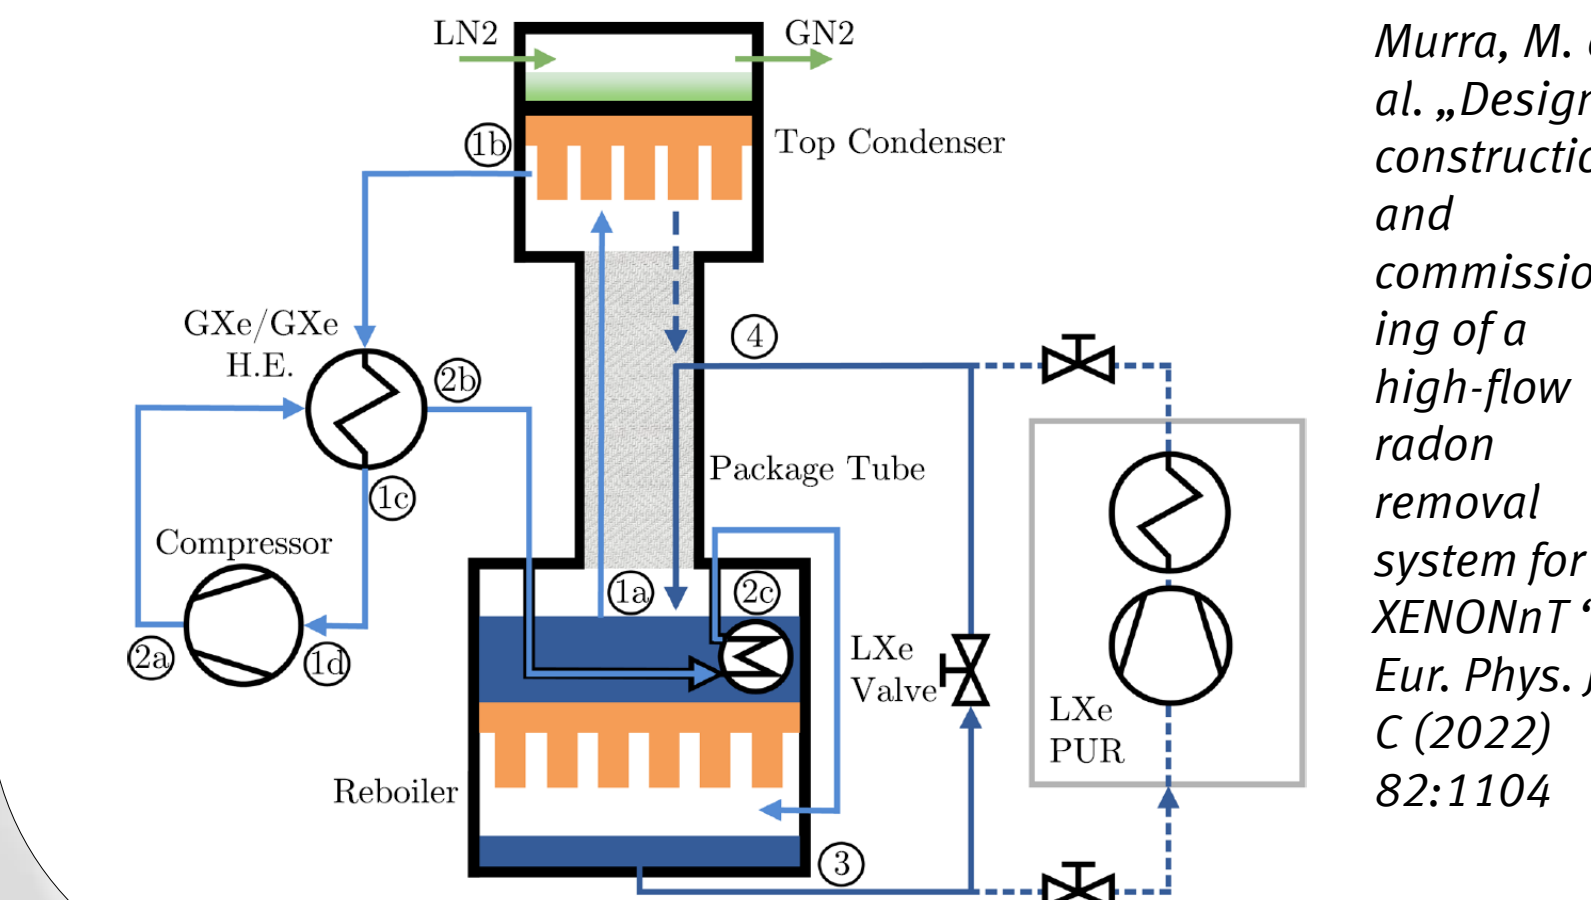 LN2
GN2
1b
Top Condenser
GXe/GXe
H.E.
2b
4
1c
Package Tube
Compressor
2a
1d
1a
2c
LXe
Valve
LXe
PUR
Reboiler
3
Murra, M.
al. „Design
constructio
and
commissio
ing of a
high-flow
radon
removal
system for
XENONnT “
Eur. Phys. J
C (2022)
82:1104